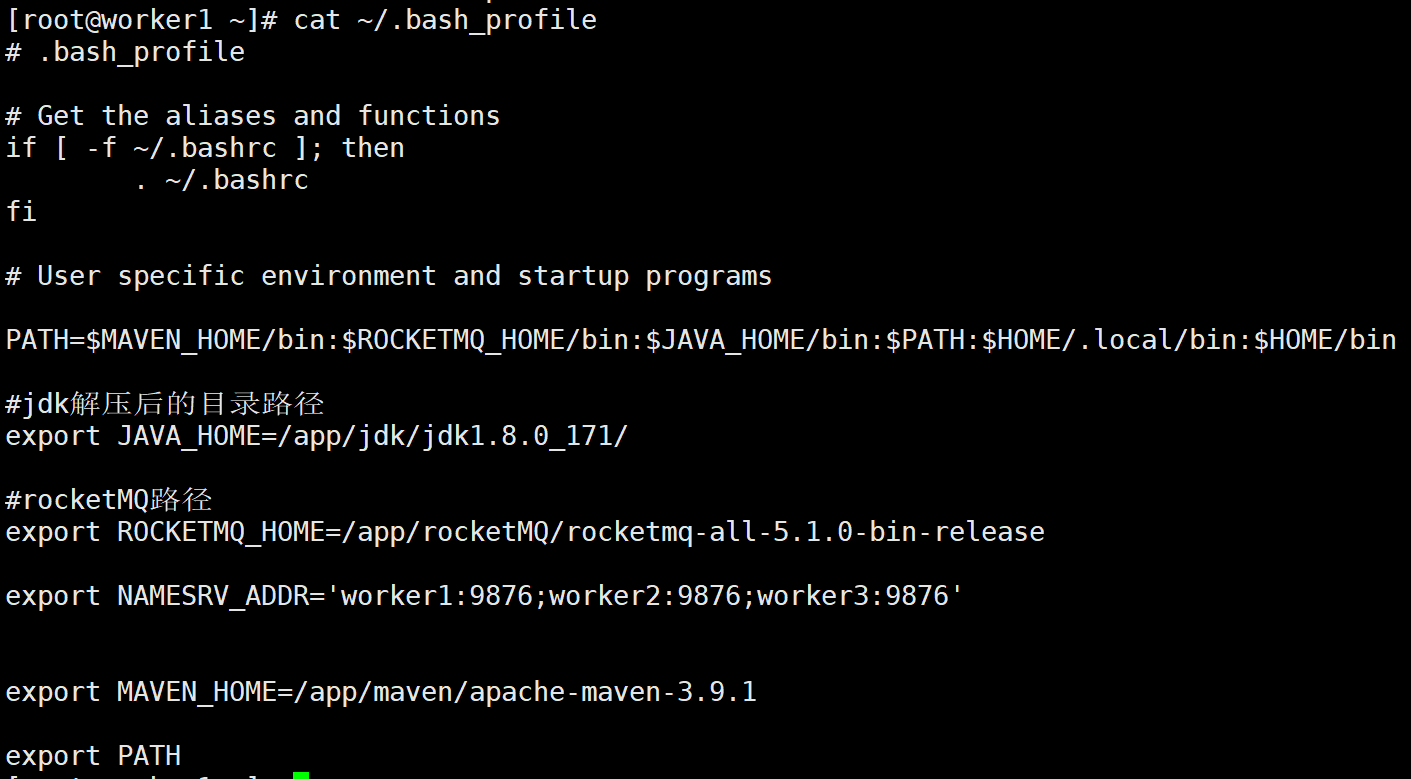 [root@worker1 ~]# cat ~/.bash_profile
# .bash_profile
# Get the aliases and functions
if [ -f ~/.bashrc ]; then
        . ~/.bashrc
fi
# User specific environment and startup programs
PATH=$MAVEN_HOME/bin:$ROCKETMQ_HOME/bin:$JAVA_HOME/bin:$PATH:$HOME/.local/bin:$HOME/bin
#jdk解压后的目录路径
export JAVA_HOME=/app/jdk/jdk1.8.0_171/
#rocketMQ路径
export ROCKETMQ_HOME=/app/rocketMQ/rocketmq-all-5.1.0-bin-release
export NAMESRV_ADDR='worker1:9876;worker2:9876;worker3:9876'
export MAVEN_HOME=/app/maven/apache-maven-3.9.1
export PATH